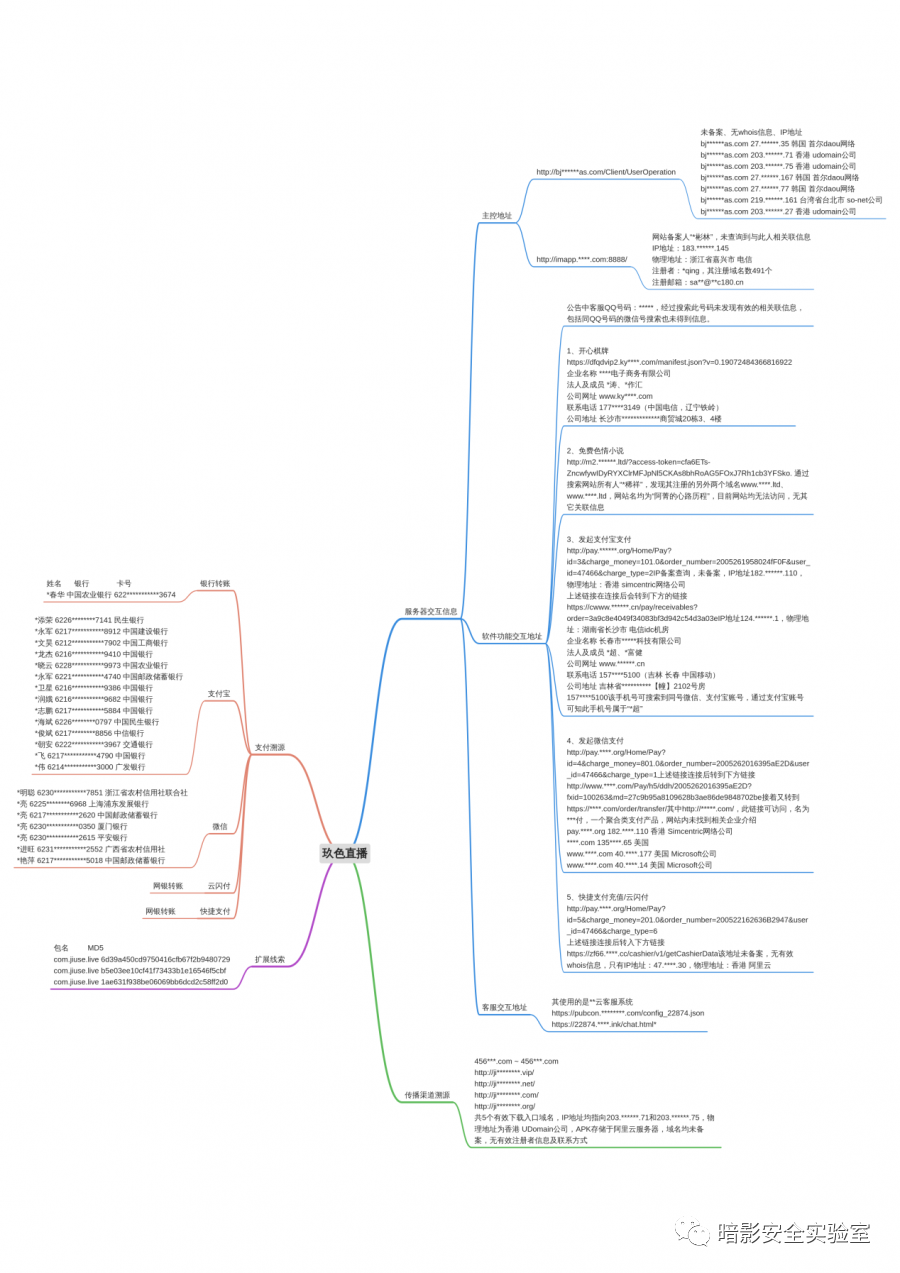 玖色直播
服务器交互信息
主控地址
http://bj******as.com/Client/UserOperation
未备案、无whois信息、IP地址
bj******as.com 27.******.35 韩国 首尔daou网络
bj******as.com 203.******.71 香港 udomain公司
bj******as.com 203.******.75 香港 udomain公司
bj******as.com 27.******.167 韩国 首尔daou网络
bj******as.com 27.******.77 韩国 首尔daou网络
bj******as.com 219.******.161 台湾省台北市 so-net公司
bj******as.com 203.******.27 香港 udomain公司
http://imapp.****.com:8888/
网站备案人"*彬林"，未查询到与此人相关联信息
IP地址：183.******.145
物理地址：浙江省嘉兴市 电信
注册者：*qing，其注册域名数491个
注册邮箱：sa**@**c180.cn
软件功能交互地址
公告中客服QQ号码：*****，经过搜索此号码未发现有效的相关联信息，
包括同QQ号码的微信号搜索也未得到信息。
1、开心棋牌
https://dfqdvip2.ky****.com/manifest.json?v=0.19072484366816922
企业名称 ****电子商务有限公司
法人及成员 *涛、*作汇
公司网址 www.ky****.com
联系电话 177****3149（中国电信，辽宁铁岭）
公司地址 长沙市*************商贸城20栋3、4楼
2、免费色情小说
http://m2.******.ltd/?access-token=cfa6ETs-
ZncwfywIDyRYXClrMFJpNl5CKAs8bhRoAG5FOxJ7Rh1cb3YFSko. 通过
搜索网站所有人"*稀祥"，发现其注册的另外两个域名www.****.ltd、
www.****.ltd，网站名均为"阿菁的心路历程"，目前网站均无法访问，无其
它关联信息
3、发起支付宝支付
http://pay.******.org/Home/Pay?
id=3&charge_money=101.0&order_number=2005261958024fF0F&user_
id=47466&charge_type=2IP备案查询，未备案，IP地址182.******.110，
物理地址：香港 simcentric网络公司
上述链接在连接后会转到下方的链接
https://cwww.******.cn/pay/receivables?
order=3a9c8e4049f34083bf3d942c54d3a03eIP地址124.******.1，物理地
址：湖南省长沙市 电信idc机房
企业名称 长春市*****科技有限公司
法人及成员 *超、*富健
公司网址 www.******.cn
联系电话 157****5100（吉林 长春 中国移动）
公司地址 吉林省**********【幢】2102号房
157****5100该手机号可搜索到同号微信、支付宝账号，通过支付宝账号
可知此手机号属于"*超"
4、发起微信支付
http://pay.****.org/Home/Pay?
id=4&charge_money=801.0&order_number=2005262016395aE2D&user
_id=47466&charge_type=1上述链接连接后转到下方链接
http://www.****.com/Pay/h5/ddh/2005262016395aE2D?
fxid=100263&md=27c9b95a8109628b3ae86de9848702be接着又转到
https://****.com/order/transfer/其中http://*****.com/，此链接可访问，名为
***付，一个聚合类支付产品，网站内未找到相关企业介绍
pay.****.org 182.****.110 香港 Simcentric网络公司
****.com 135****.65 美国
www.****.com 40.****.177 美国 Microsoft公司
www.****.com 40.****.14 美国 Microsoft公司
5、快捷支付充值/云闪付
http://pay.****.org/Home/Pay?
id=5&charge_money=201.0&order_number=200522162636B2947&user
_id=47466&charge_type=6
上述链接连接后转入下方链接
https://zf66.****.cc/cashier/v1/getCashierData该地址未备案，无有效
whois信息，只有IP地址：47.****.30，物理地址：香港 阿里云
客服交互地址
其使用的是**云客服系统
https://pubcon.********.com/config_22874.json
https://22874.****.ink/chat.html*
传播渠道溯源
456***.com ~ 456***.com
http://ji********.vip/
http://ji********.net/
http://ji********.com/
http://ji********.org/
共5个有效下载入口域名，IP地址均指向203.******.71和203.******.75，物
理地址为香港 UDomain公司，APK存储于阿里云服务器，域名均未备
案，无有效注册者信息及联系方式
支付溯源
银行转账
姓名 银行 卡号
*春华 中国农业银行 622***********3674
支付宝
*添荣 6226********7141 民生银行
*永军 6217***********8912 中国建设银行
*文昊 6212***********7902 中国工商银行
*龙杰 6216***********9410 中国银行
*晓云 6228***********9973 中国农业银行
*永军 6221***********4740 中国邮政储蓄银行
*卫星 6216***********9386 中国银行
*润娥 6216***********9682 中国银行
*志鹏 6217***********5884 中国银行
*海斌 6226********0797 中国民生银行
*俊斌 6217********8856 中信银行
*朝安 6222***********3967 交通银行
*飞 6217***********4790 中国银行
*伟 6214***********3000 广发银行
微信
*明聪 6230***********7851 浙江省农村信用社联合社
*亮 6225********6968 上海浦东发展银行
*亮 6217***********2620 中国邮政储蓄银行
*亮 6230***********0350 厦门银行
*亮 6230***********2615 平安银行
*进旺 6231***********2552 广西省农村信用社
*艳萍 6217***********5018 中国邮政储蓄银行
网银转账 云闪付
网银转账 快捷支付
扩展线索
包名 MD5
com.jiuse.live 6d39a450cd9750416cfb67f2b9480729
com.jiuse.live b5e03ee10cf41f73433b1e16546f5cbf
com.jiuse.live 1ae631f938be06069bb6dcd2c58ff2d0
暗影安全实验室